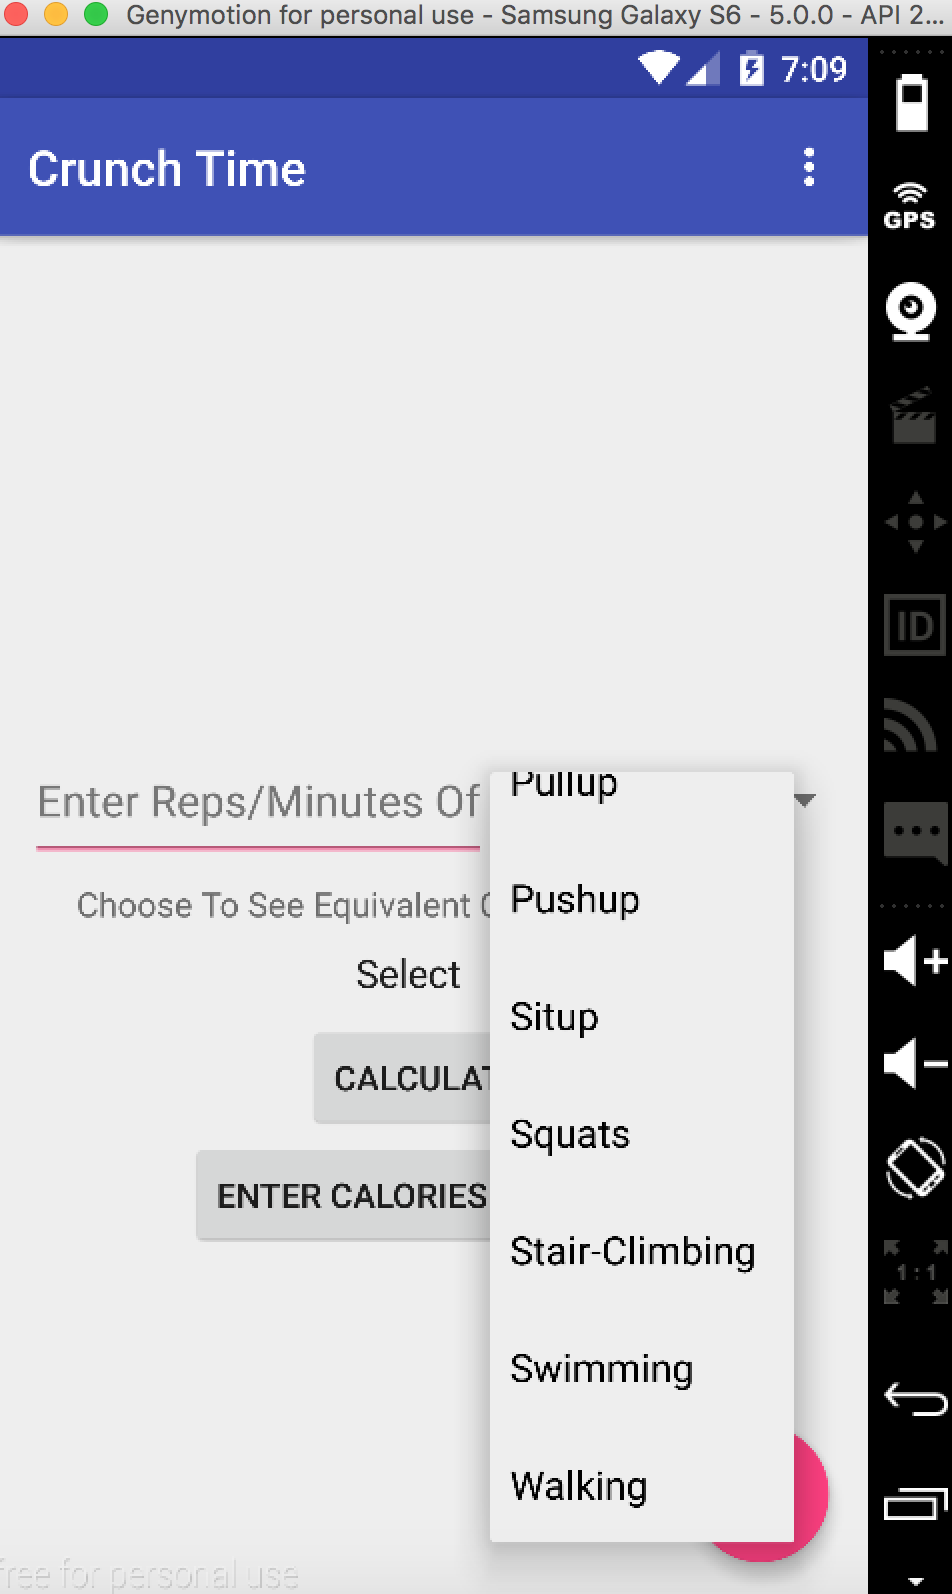 Genymotion for personal use - Samsung Galaxy S6 - 5.0.0 - API 2...
7:09
Crunch Time
GPS
ID
Enter Reps/Minutes Of
Pullup
Choose To See Equivalent
Pushup
Select
Situp
CALCULAT
Squats
ENTER CALORIES
Stair-Climbing
1:1
Swimming
Walking
free for personal use